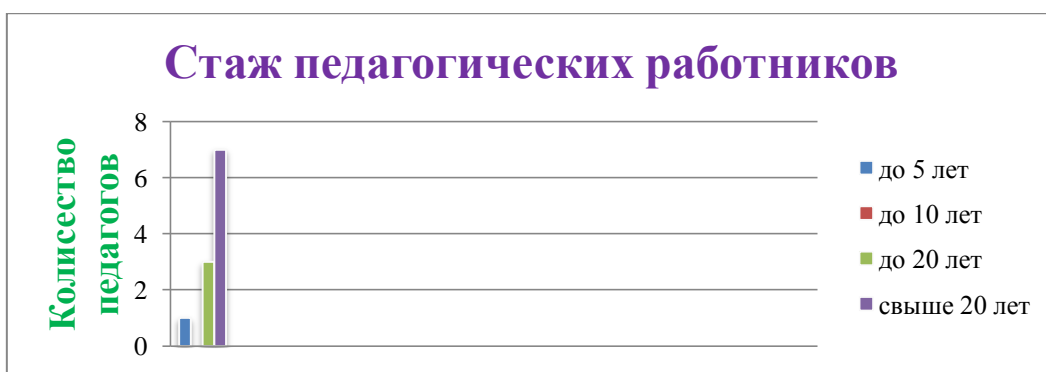 Стаж педагогических работников
Колисество
педагогов
8
6
4
2
0
до 5 лет
до 10 лет
до 20 лет
свыше 20 лет